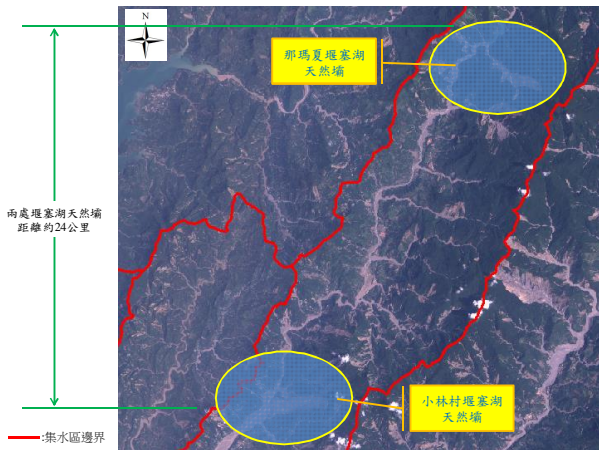 N
那瑪夏堰塞湖
天然壩
兩處堰塞湖天然壩
距離約24公里
小林村堰塞湖
天然壩
:集水區邊界